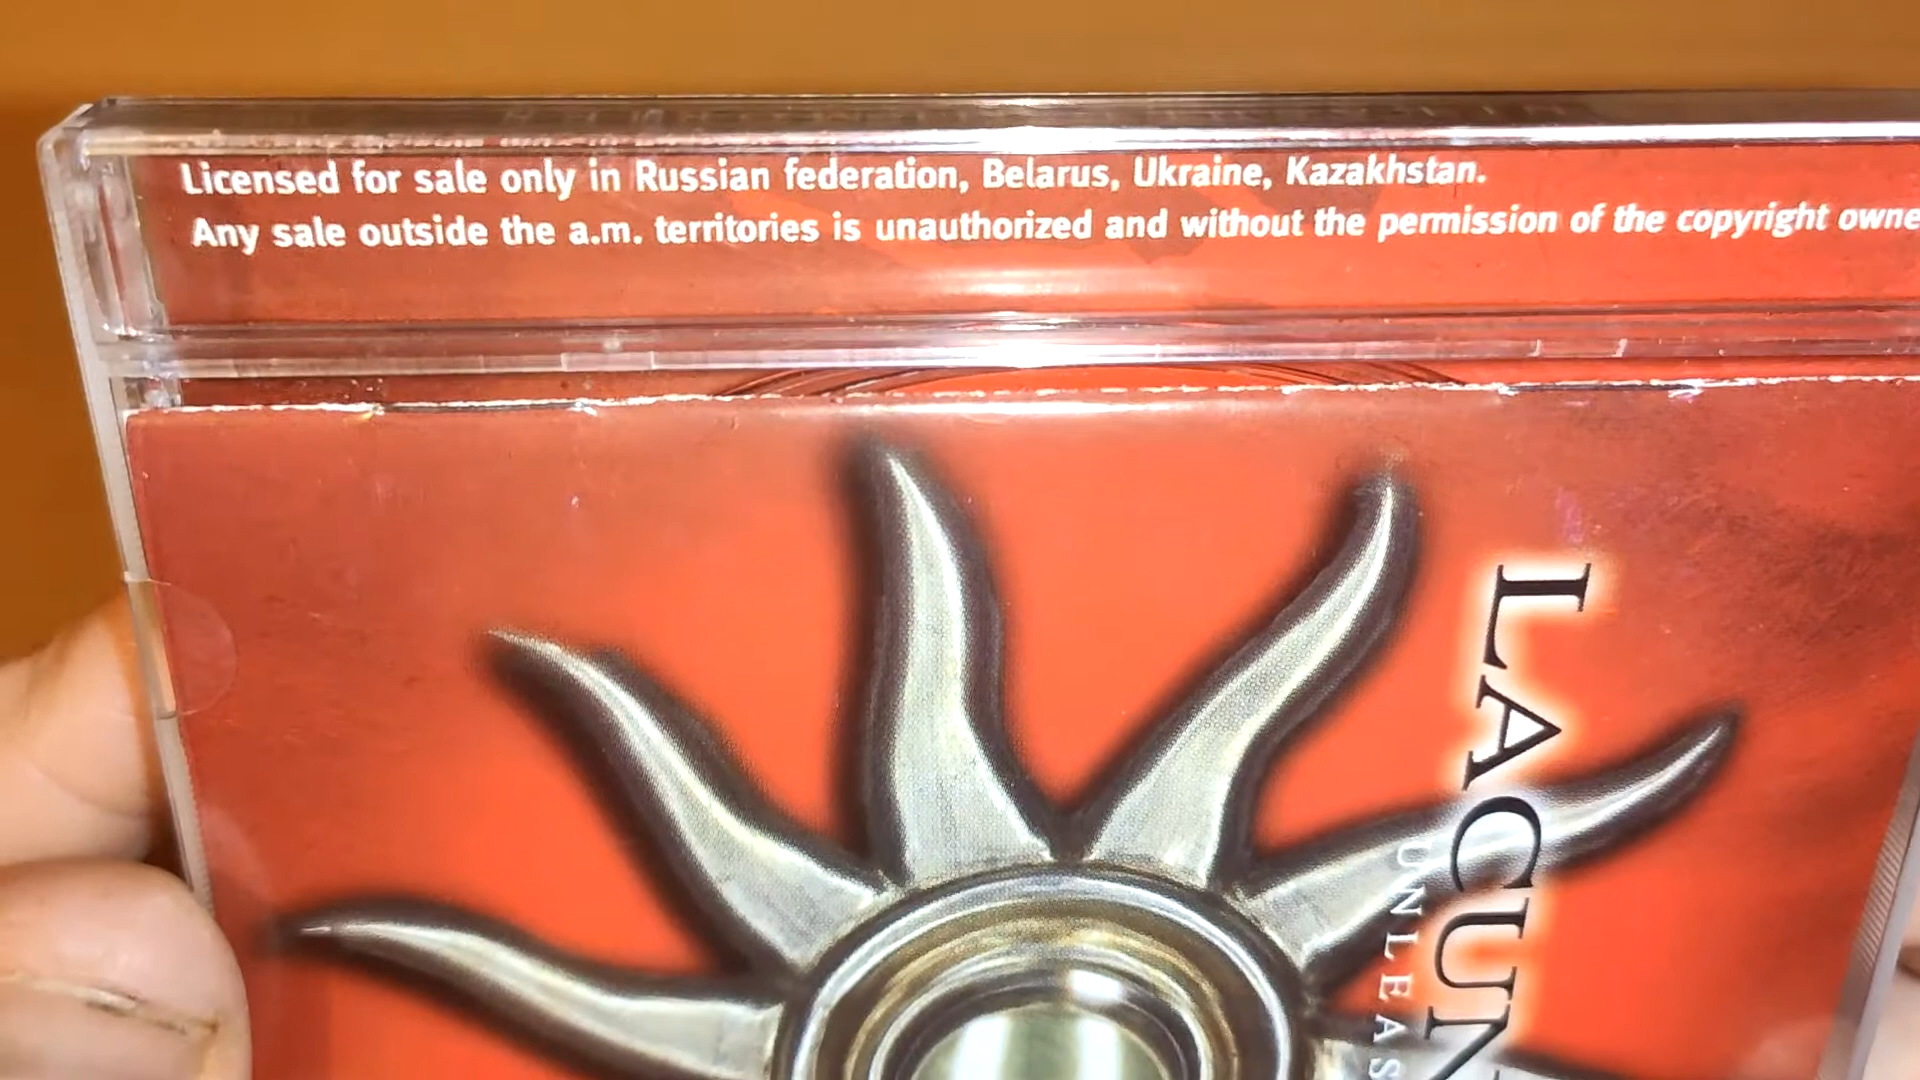 Licensed for sale only in Russian federation, Belarus, Ukraine, Kazakhstan.
Any sale outside the a.m. territories is unauthorized and without the permission of the copyright owne
LACUN
UNLEAS